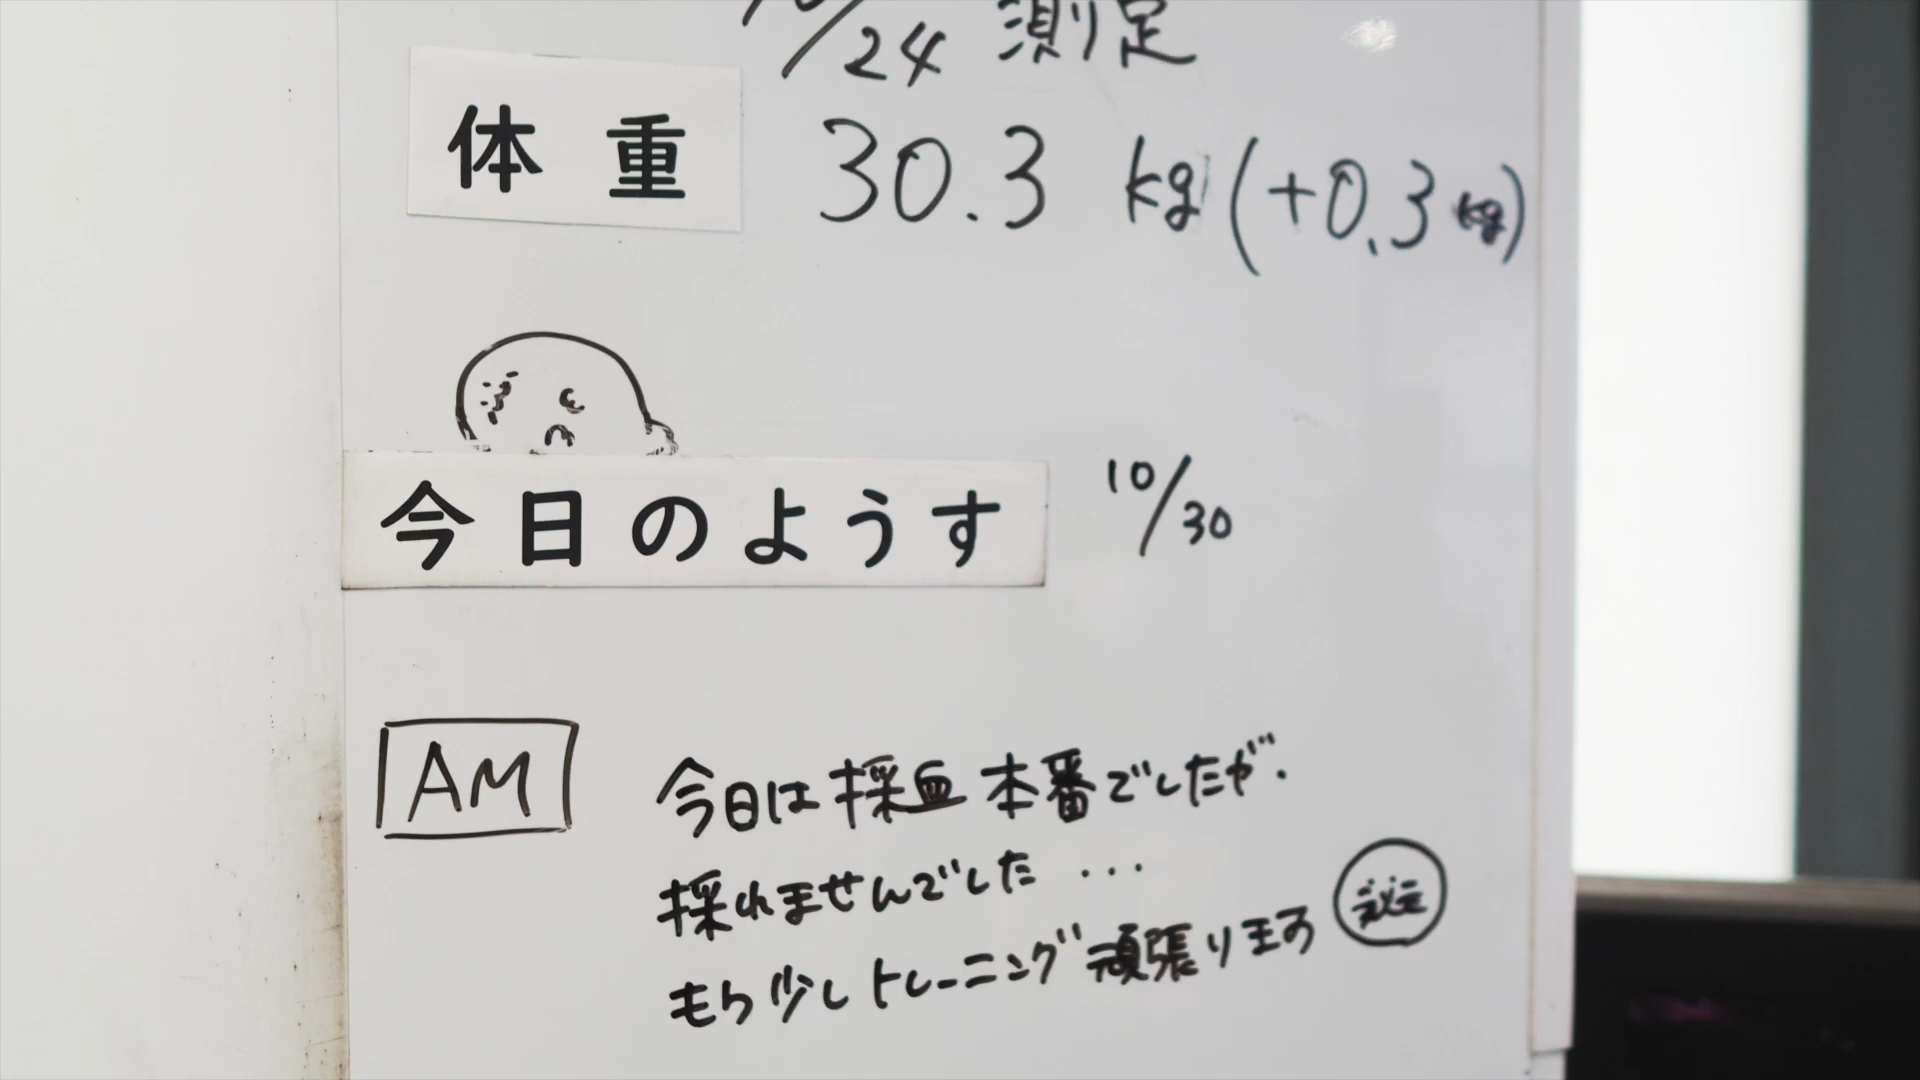 /24 測定
体重 30.3 kg (+0.3 kg)
今日のようす 10/30
AM
今日は採血本番でしたが、
採れませんでした...
もう少しトレーニング頑張ります